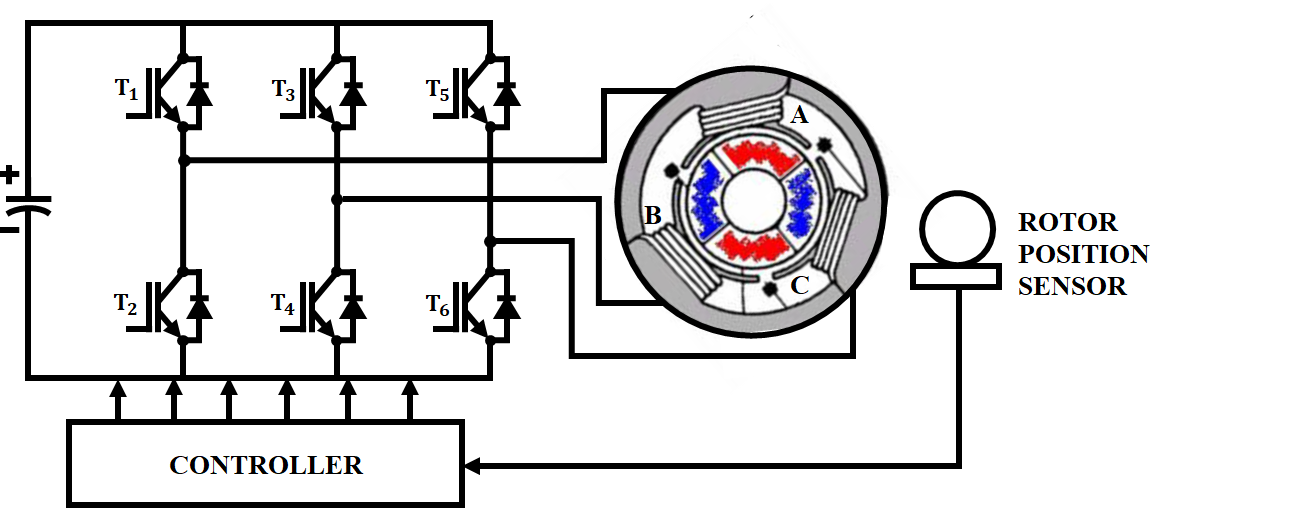 T₁
T₃
T₅
A
+
B
ROTOR
POSITION
SENSOR
C
−
T₂
T₄
T₆
CONTROLLER